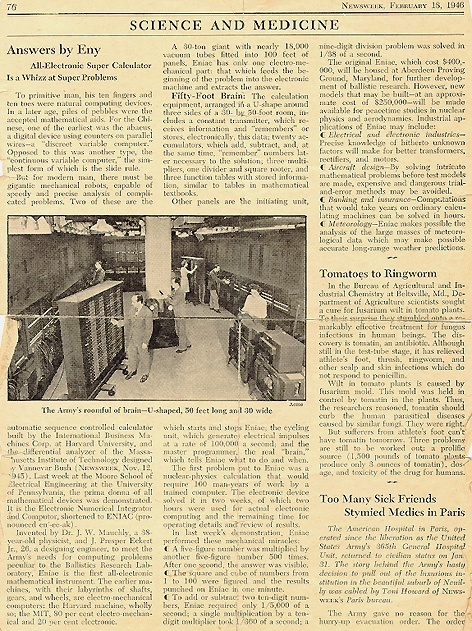 76
NEWSWEEK, FEBRUARY 18, 1946
SCIENCE AND MEDICINE
Answers by Eny
All-Electronic Super Calculator
Is a Whizz at Super Problems
To primitive man, his ten fingers and
ten toes were natural computing devices.
In a later age, piles of pebbles were the
accepted mathematical aids. For the Chi-
nese, one of the earliest was the abacus,
a digital device using counters on parallel
wires—a "discrete variable computer."
Opposed to this was another type, the
"continuous variable computer," the sim-
plest form of which is the slide rule.
But for modern man, there must be
gigantic mechanical robots, capable of
speedy and precise analysis of compli-
cated problems. Two of these are the
A 30-ton giant with nearly 18,000
vacuum tubes fitted into 100 feet of
panels, Eniac has only one electro-me-
chanical part: that which feeds the be-
ginning of the problem into the electronic
machine and extracts the answer.
Fifty-Foot Brain: The calculation
equipment, arranged in a U-shape around
three sides of a 30- by 50-foot room, in-
cludes a constant transmitter, which re-
ceives information and "remembers" or
stores, electronically, this data; twenty ac-
cumulators, which add, subtract, and, at
the same time, "remember" numbers lat-
er necessary to the solution; three multi-
pliers, one divider and square rooter, and
three function tables with stored informa-
tion, similar to tables in mathematical
textbooks.
Other panels are the initiating unit,
Acme
The Army's roomful of brain—U-shaped, 50 feet long and 30 wide
automatic sequence controlled calculator
built by the International Business Ma-
chines Corp. at Harvard University, and
the differential analyzer of the Massa-
chusetts Institute of Technology designed
by Vannevar Bush (NEWSWEEK, Nov. 12,
1945). Last week at the Moore School of
Electrical Engineering at the University
of Pennsylvania, the prima donna of all
mathematical devices was demonstrated.
It is the Electronic Numerical Integrator
and Computor, shortened to ENIAC (pro-
nounced en'-ee-ak).
Invented by Dr. J. W. Mauchly, a 38-
year-old physicist, and J. Presper Eckert
Jr., 26, a designing engineer, to meet the
Army's needs for computing problems
peculiar to the Ballistics Research Lab-
oratory, Eniac is the first all-electronic
mathematical instrument. The earlier ma-
chines, with their labyrinths of shafts,
gears, and wheels, are electro-mechanical
computers: the Harvard machine, wholly
so; the MIT, 80 per cent electro-mechan-
ical and 20 per cent electronic.
which starts and stops Eniac; the cycling
unit, which generates electrical impulses
at a rate of 100,000 a second; and the
master programmer, the real "brain,"
which tells Eniac what to do and when.
The first problem put to Eniac was a
nuclear-physics calculation that would
require 100 man-years of work by a
trained computer. The electronic device
solved it in two weeks, of which two
hours were used for actual electronic
computing and the remaining time for
operating details and review of results.
In last week's demonstration, Eniac
performed these mechanical miracles:
¶ A five-figure number was multiplied by
another five-figure number 500 times.
After one second, the answer was visible.
¶ The square and cube of numbers from
1 to 100 were figured and the results
punched on Eniac in one minute.
¶ To add or subtract two ten-digit num-
bers, Eniac required only 1/5,000 of a
second; a single multiplication by a ten-
digit multiplier took 1/360 of a second; a
nine-digit division problem was solved in
1/38 of a second.
The original Eniac, which cost $400,-
000, will be housed at Aberdeen Proving
Ground, Maryland, for further develop-
ment of ballistic research. However, new
models that may be built—at an approxi-
mate cost of $250,000—will be made
available for peacetime studies in nuclear
physics and aerodynamics. Industrial ap-
plications of Eniac may include:
¶ Electrical and electronic industries—
Precise knowledge of hitherto unknown
factors will make for better transformers,
rectifiers, and motors.
¶ Aircraft design—By solving intricate
mathematical problems before test models
are made, expensive and dangerous trial-
and-error methods may be avoided.
¶ Banking and insurance—Computations
that would take years on ordinary calcu-
lating machines can be solved in hours.
¶ Meteorology—Eniac makes possible the
analysis of the large masses of meteoro-
logical data which may make possible
accurate long-range weather predictions.
Tomatoes to Ringworm
In the Bureau of Agricultural and In-
dustrial Chemistry at Beltsville, Md., De-
partment of Agriculture scientists sought
a cure for fusarium wilt in tomato plants.
To their surprise they stumbled onto a re-
markably effective treatment for fungus
infections in human beings. The dis-
covery is tomatin, an antibiotic. Although
still in the test-tube stage, it has relieved
athlete's foot, thrush, ringworm, and
other scalp and skin infections which do
not respond to penicillin.
Wilt in tomato plants is caused by
fusarium mold. This mold was held in
control by tomatin in the plants. Thus,
the researchers reasoned, tomatin should
curb the human parasitical diseases
caused by similar fungi. They were right.
But sufferers from athlete's foot can't
have tomatin tomorrow. Three problems
are still to be worked out: a prolific
source (1,500 pounds of tomato plants
produce only 3 ounces of tomatin), dos-
age, and toxicity of the drug for humans.
Too Many Sick Friends
Stymied Medics in Paris
The American Hospital in Paris, op-
erated since the liberation as the United
States Army's 365th General Hospital
Unit, returned to civilian status on Jan.
31. The story behind the Army's hasty
decision to pull out of the luxurious in-
stitution in the beautiful suburb of Neuil-
ly was cabled by Toni Howard of News-
week's Paris bureau.
The Army gave no reason for the
hurry-up evacuation order. The order